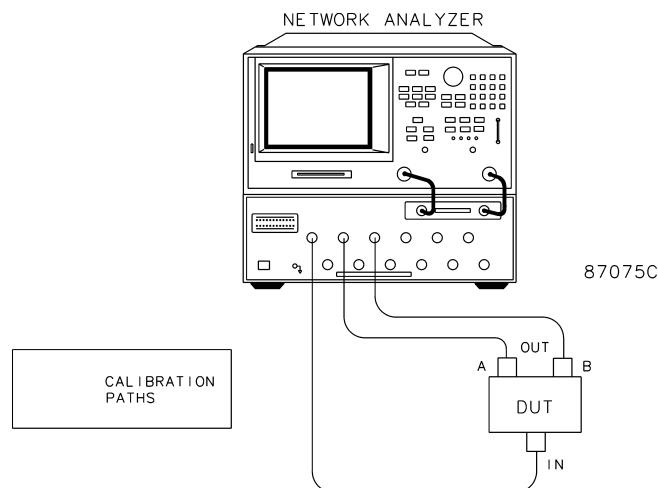 NETWORK ANALYZER
87075C
CALIBRATION
PATHS
OUT
A
B
DUT
IN